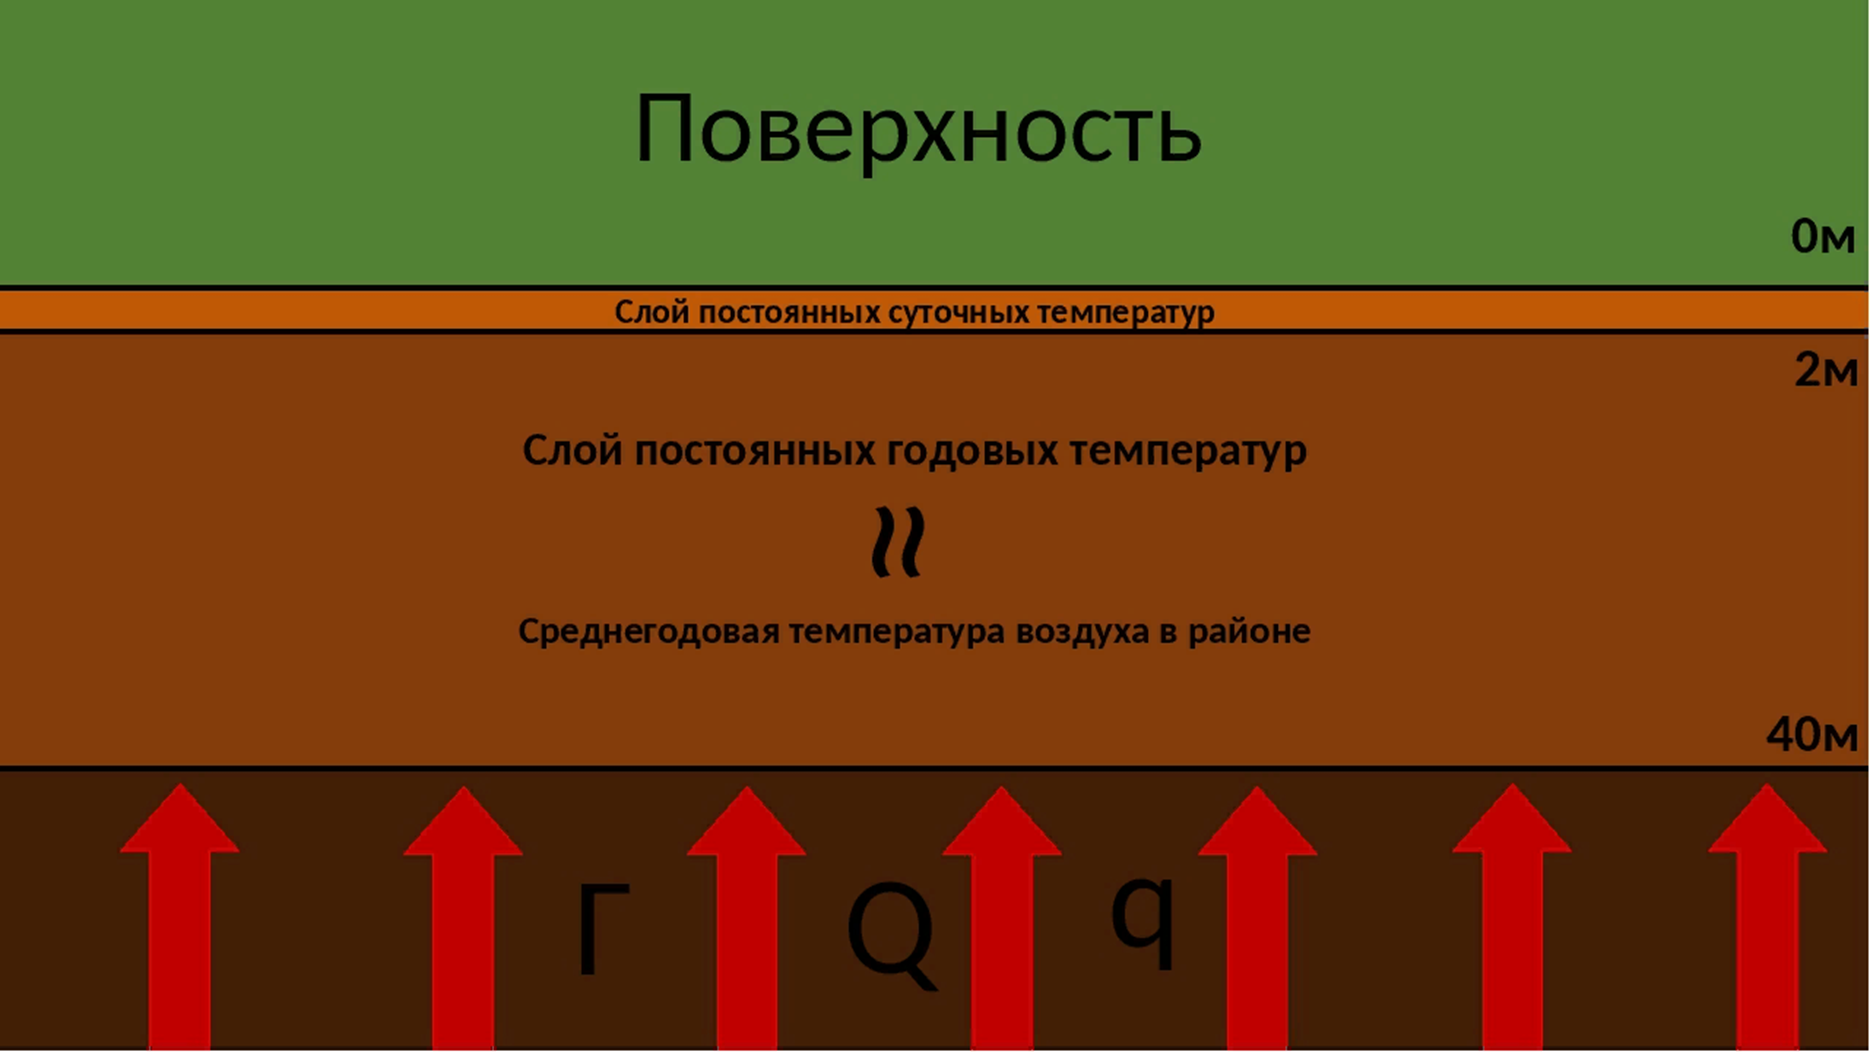 Поверхность
0м
Слой постоянных суточных температур
2м
Слой постоянных годовых температур
≈
Среднегодовая температура воздуха в районе
40м
Г Q q